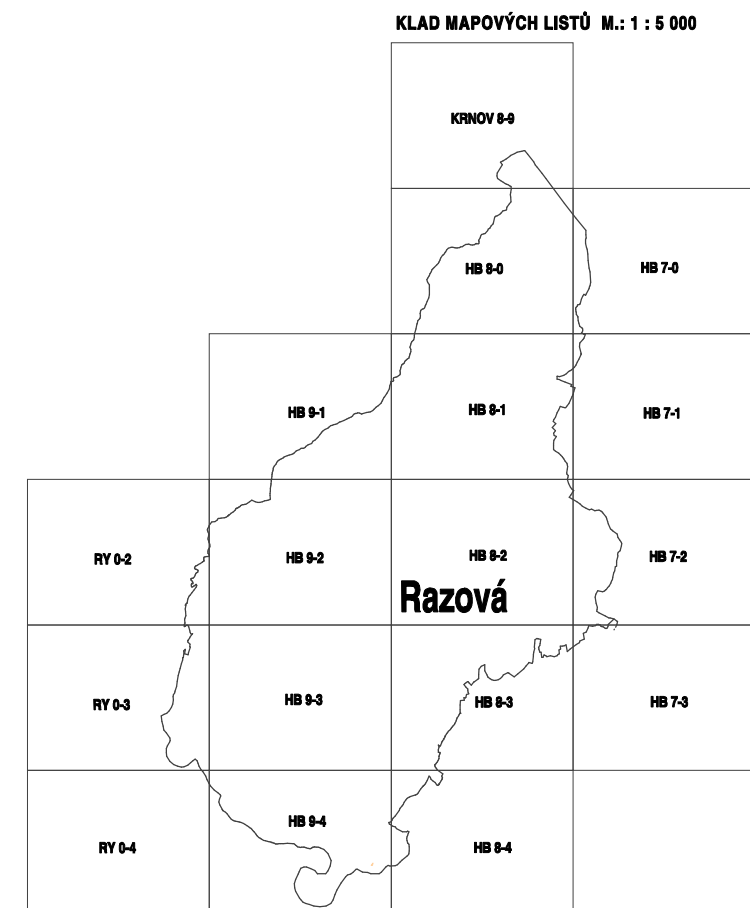 KLAD MAPOVÝCH LISTŮ M.: 1 : 5 000
KRNOV 8-9
HB 8-0
HB 7-0
HB 9-1
HB 8-1
HB 7-1
RY 0-2
HB 9-2
HB 8-2
HB 7-2
Razová
RY 0-3
HB 9-3
HB 8-3
HB 7-3
HB 9-4
RY 0-4
HB 8-4